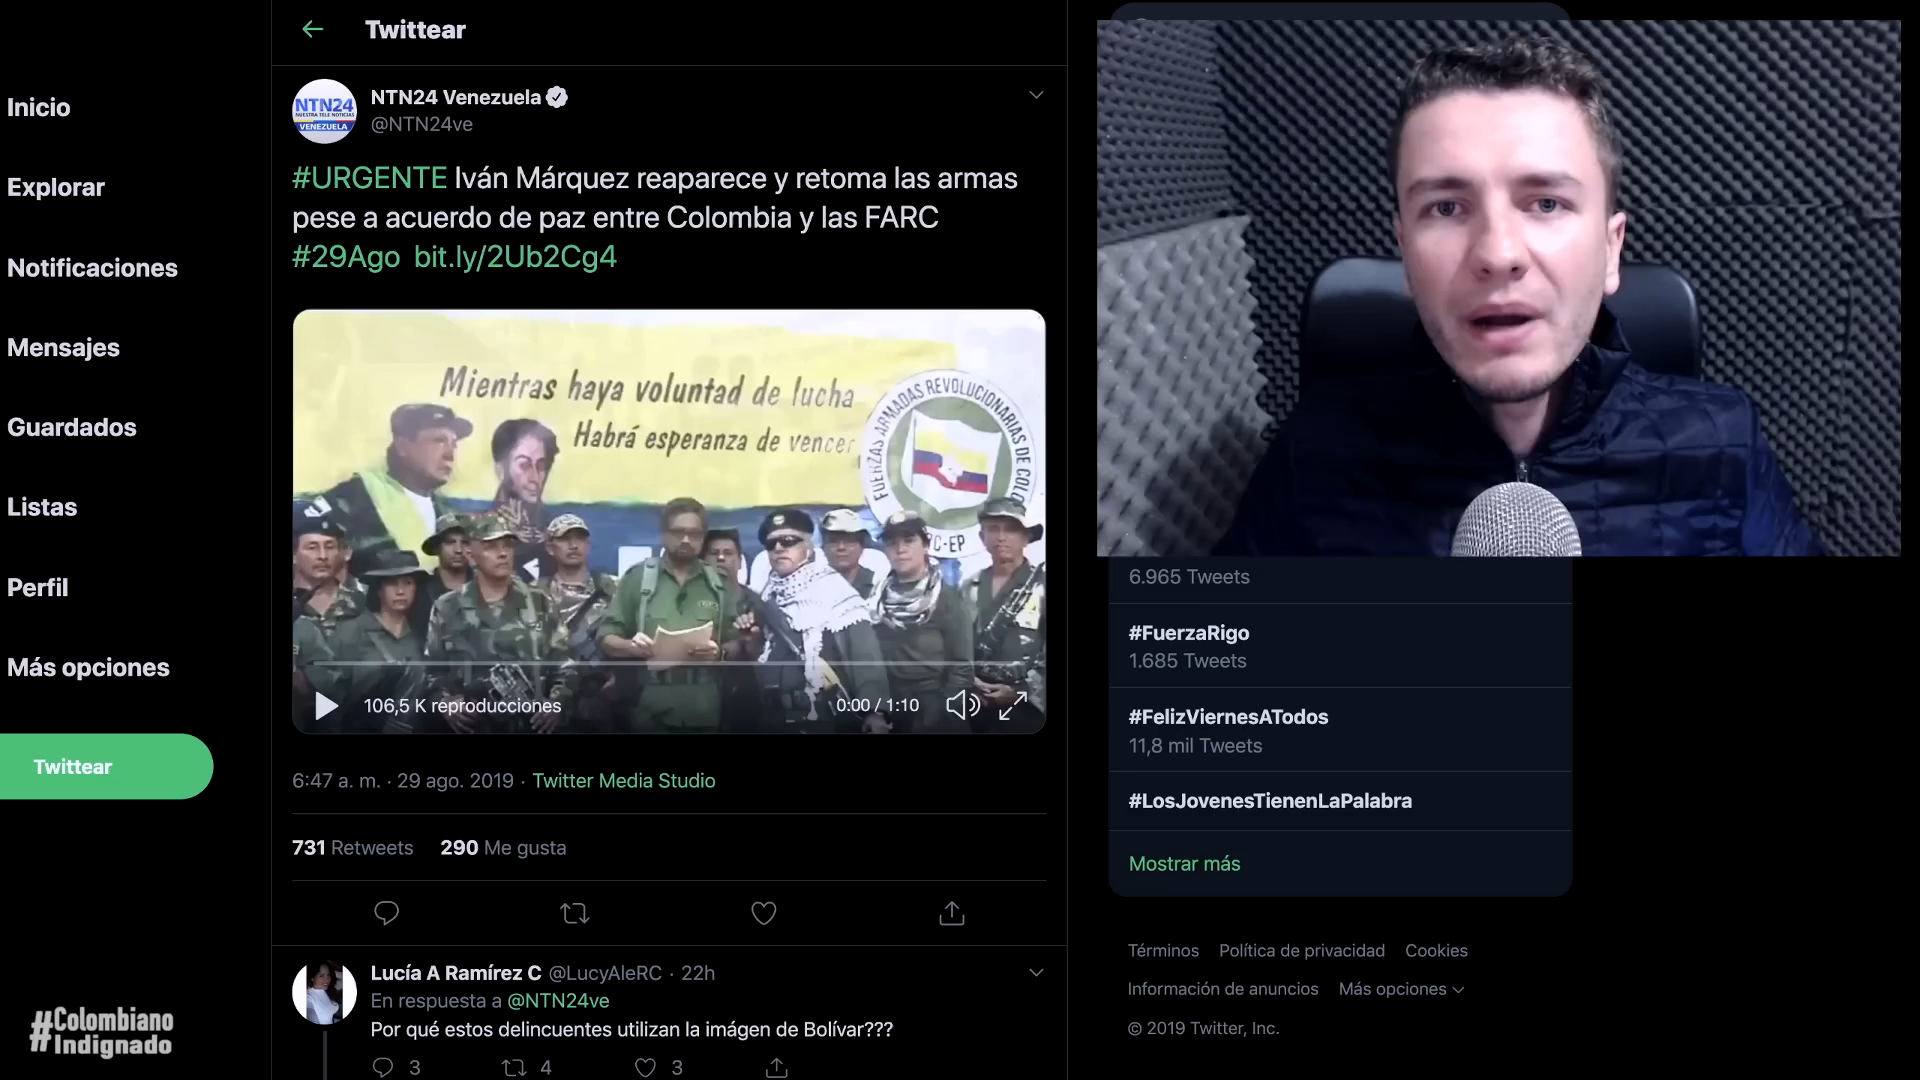 Twittear
Inicio
Explorar
Notificaciones
Mensajes
Guardados
Listas
Perfil
Más opciones
Twittear
#Colombiano
Indignado
NTN24 Venezuela
@NTN24ve
NTN24
NUESTRA TELE NOTICIAS
VENEZUELA
#URGENTE Iván Márquez reaparece y retoma las armas
pese a acuerdo de paz entre Colombia y las FARC
#29Ago bit.ly/2Ub2Cg4
Mientras haya voluntad de lucha
Habrá esperanza de vencer
FUERZAS ARMADAS REVOLUCIONARIAS DE COLO
C-EP
106,5 K reproducciones
0:00 / 1:10
6:47 a. m. · 29 ago. 2019 · Twitter Media Studio
731 Retweets 290 Me gusta
Lucía A Ramírez C @LucyAleRC · 22h
En respuesta a @NTN24ve
Por qué estos delincuentes utilizan la imágen de Bolívar???
3 4 3
6.965 Tweets
#FuerzaRigo
1.685 Tweets
#FelizViernesATodos
11,8 mil Tweets
#LosJovenesTienenLaPalabra
Mostrar más
Términos Política de privacidad Cookies
Información de anuncios Más opciones
© 2019 Twitter, Inc.